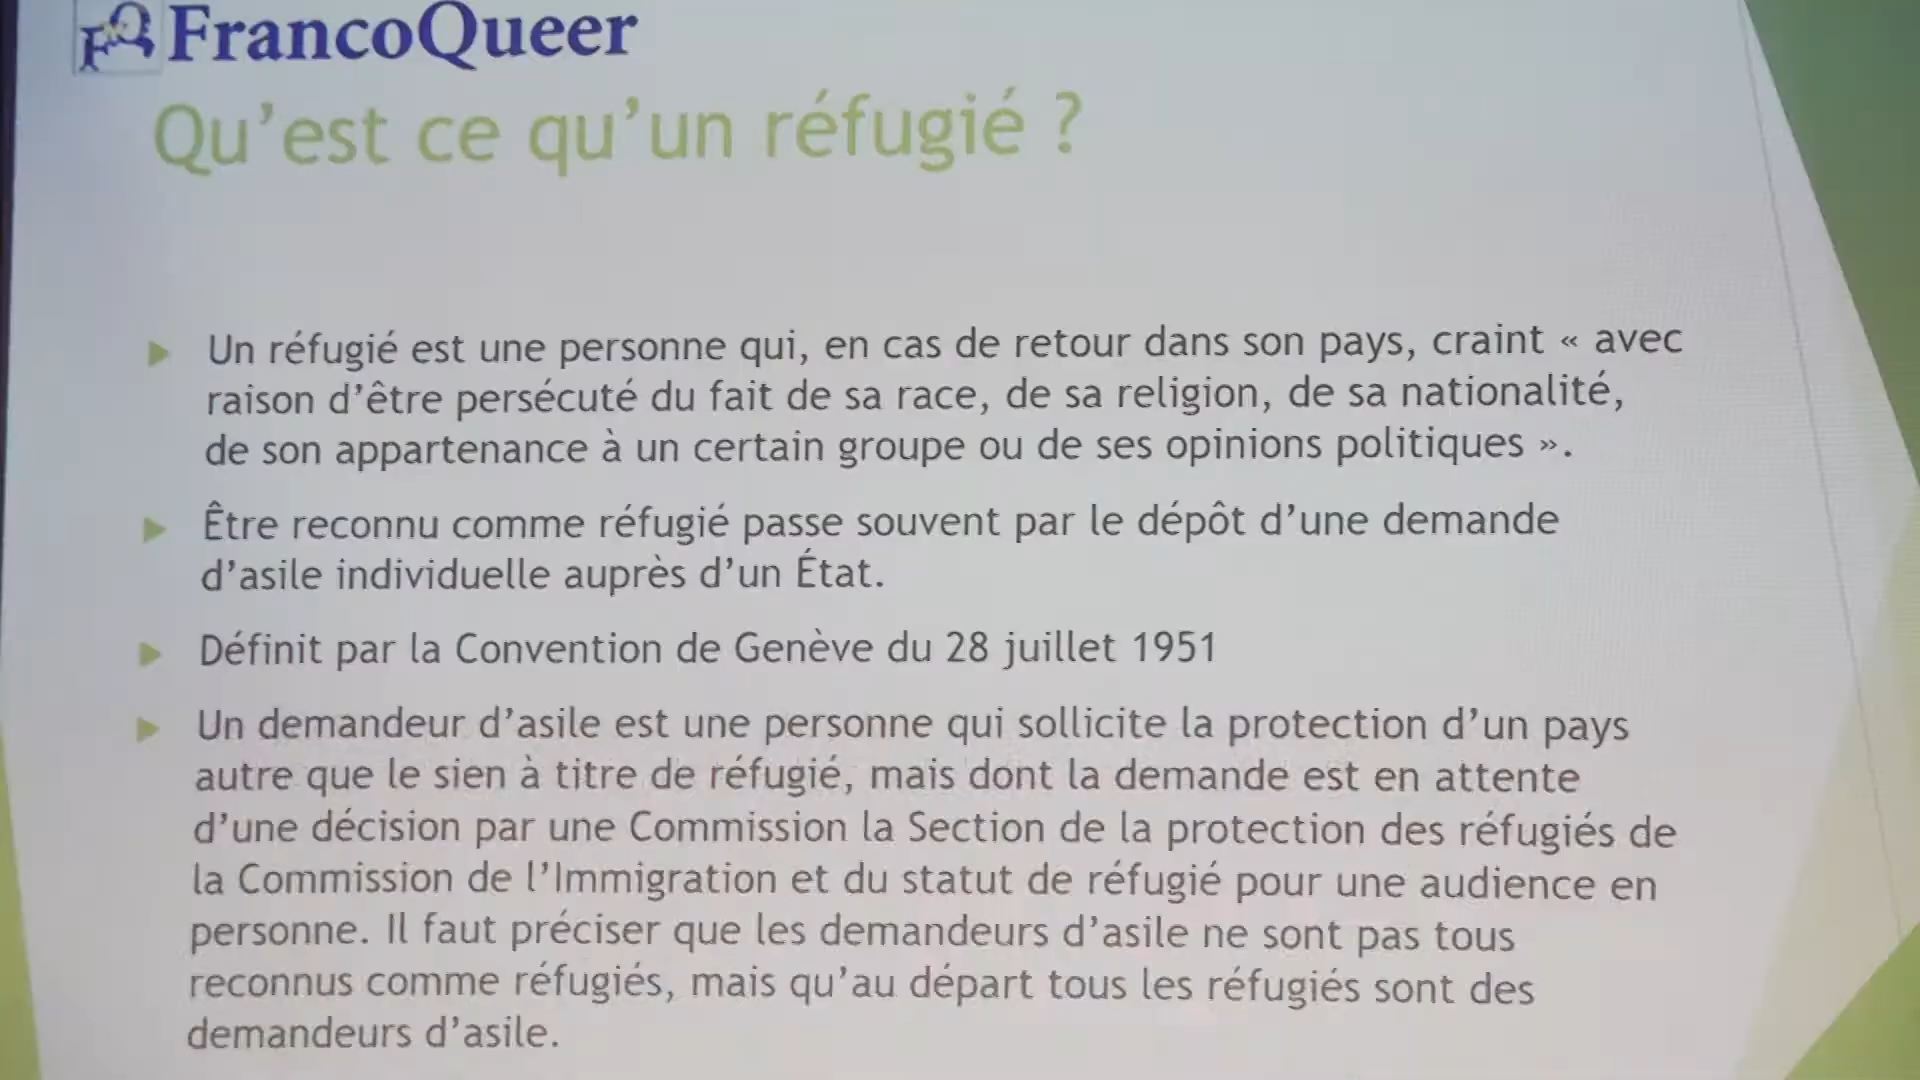 FQ FrancoQueer
Qu'est ce qu'un réfugié ?
Un réfugié est une personne qui, en cas de retour dans son pays, craint « avec
raison d'être persécuté du fait de sa race, de sa religion, de sa nationalité,
de son appartenance à un certain groupe ou de ses opinions politiques ».
Être reconnu comme réfugié passe souvent par le dépôt d'une demande
d'asile individuelle auprès d'un État.
Définit par la Convention de Genève du 28 juillet 1951
Un demandeur d'asile est une personne qui sollicite la protection d'un pays
autre que le sien à titre de réfugié, mais dont la demande est en attente
d'une décision par une Commission la Section de la protection des réfugiés de
la Commission de l'Immigration et du statut de réfugié pour une audience en
personne. Il faut préciser que les demandeurs d'asile ne sont pas tous
reconnus comme réfugiés, mais qu'au départ tous les réfugiés sont des
demandeurs d'asile.